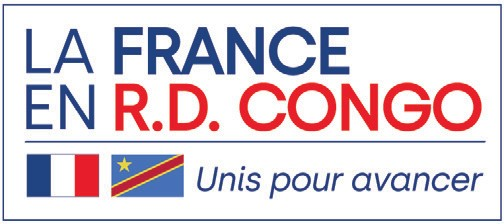 LA FRANCE
EN R.D. CONGO
Unis pour avancer